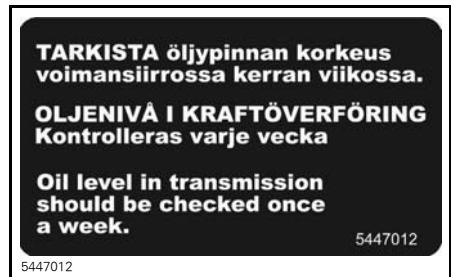 TARKISTA öljypinnan korkeus
voimansiirrossa kerran viikossa.
OLJENIVÅ I KRAFTÖVERFÖRING
Kontrolleras varje vecka
Oil level in transmission
should be checked once
a week.
5447012
5447012